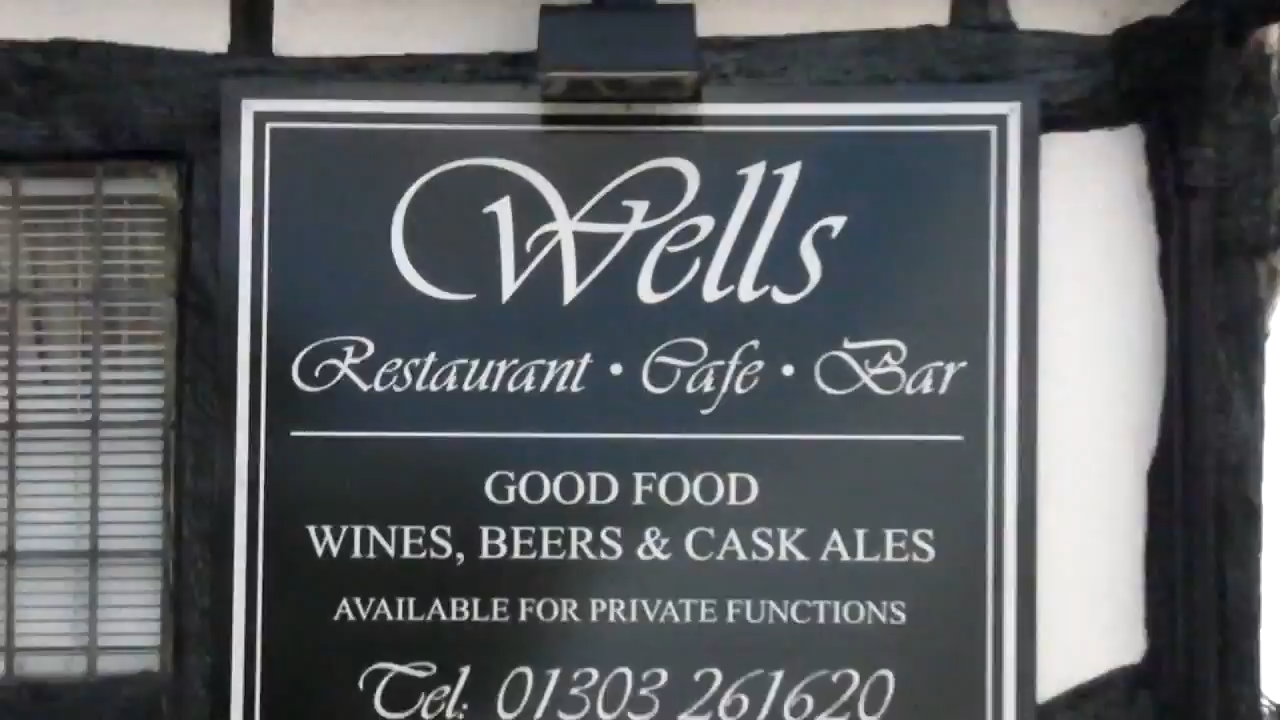 Wells
Restaurant • Cafe • Bar
GOOD FOOD
WINES, BEERS & CASK ALES
AVAILABLE FOR PRIVATE FUNCTIONS
Tel: 01303 261620